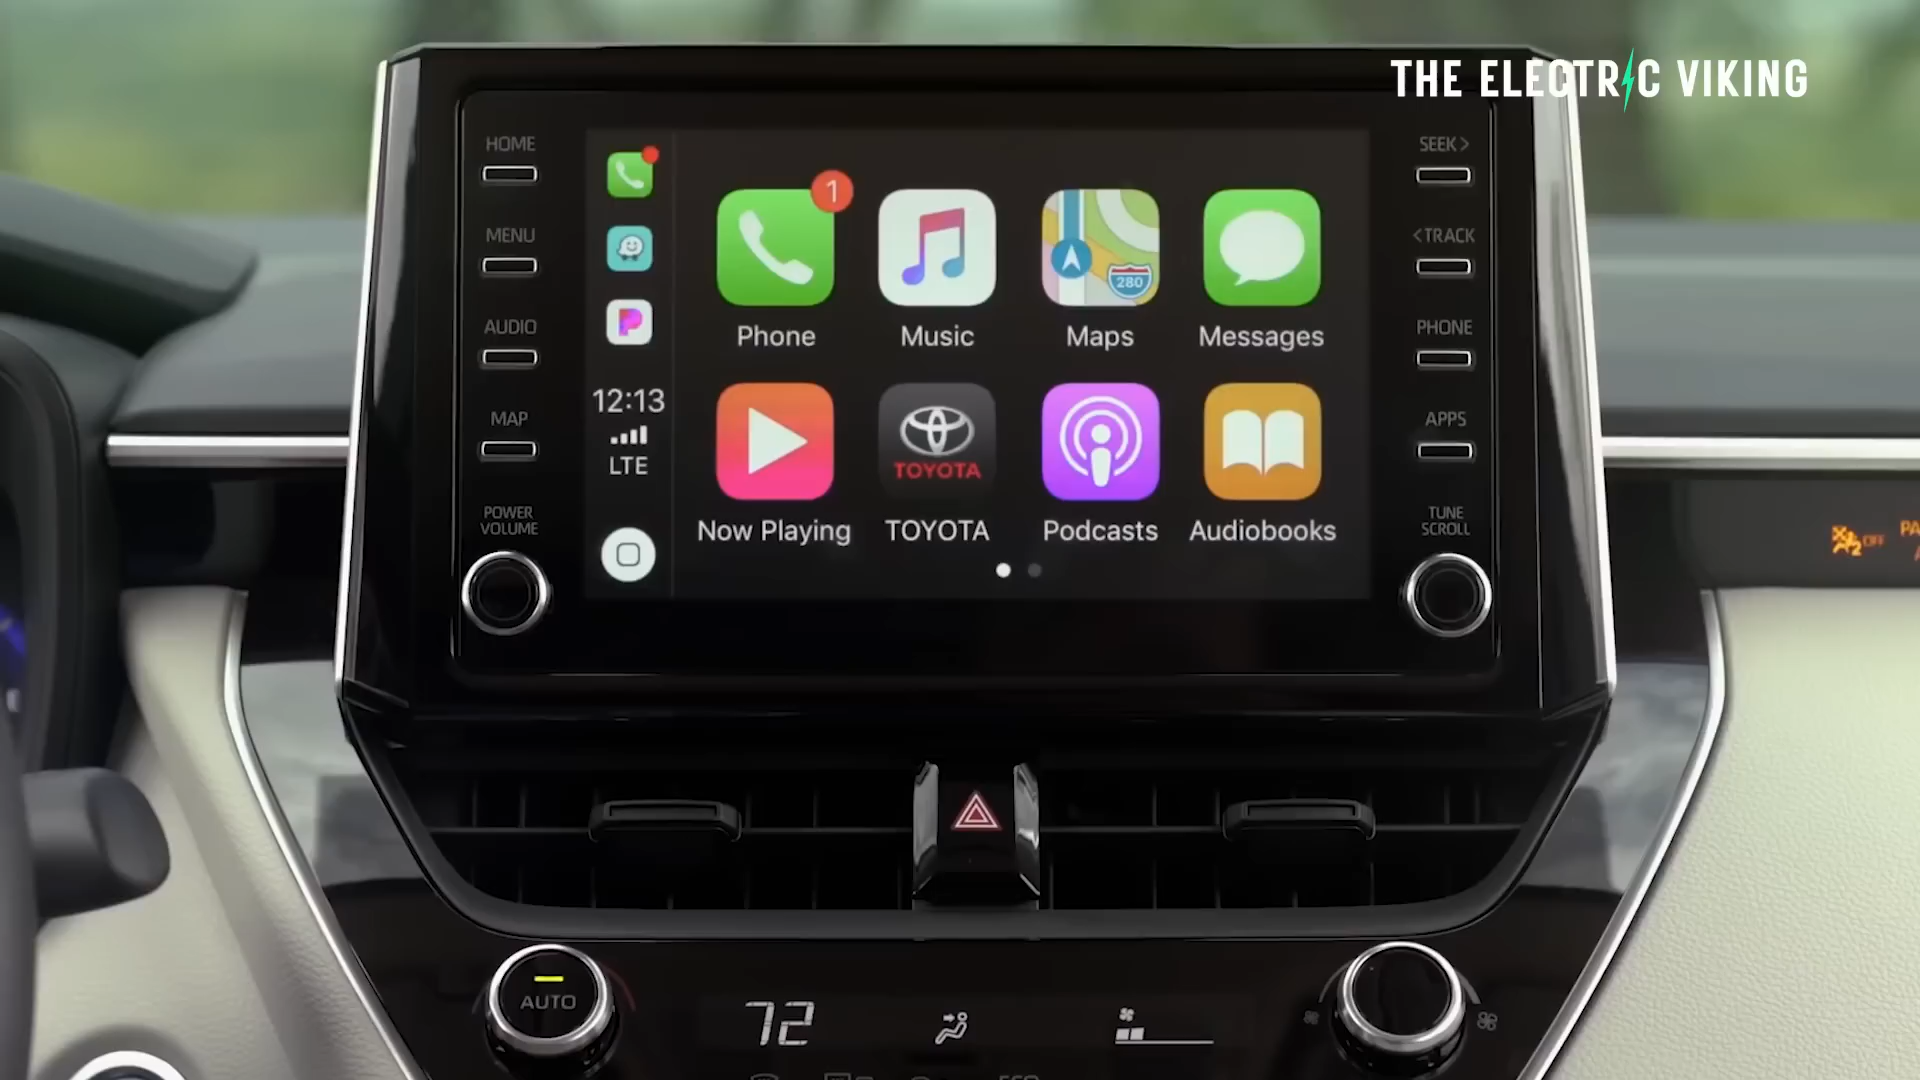 THE ELECTRIC VIKING
HOME
MENU
AUDIO
MAP
POWER
VOLUME
12:13
LTE
1
Phone
Music
280
Maps
Messages
Now Playing
TOYOTA
TOYOTA
Podcasts
Audiobooks
SEEK>
<TRACK
PHONE
APPS
TUNE
SCROLL
OFF
AUTO
72